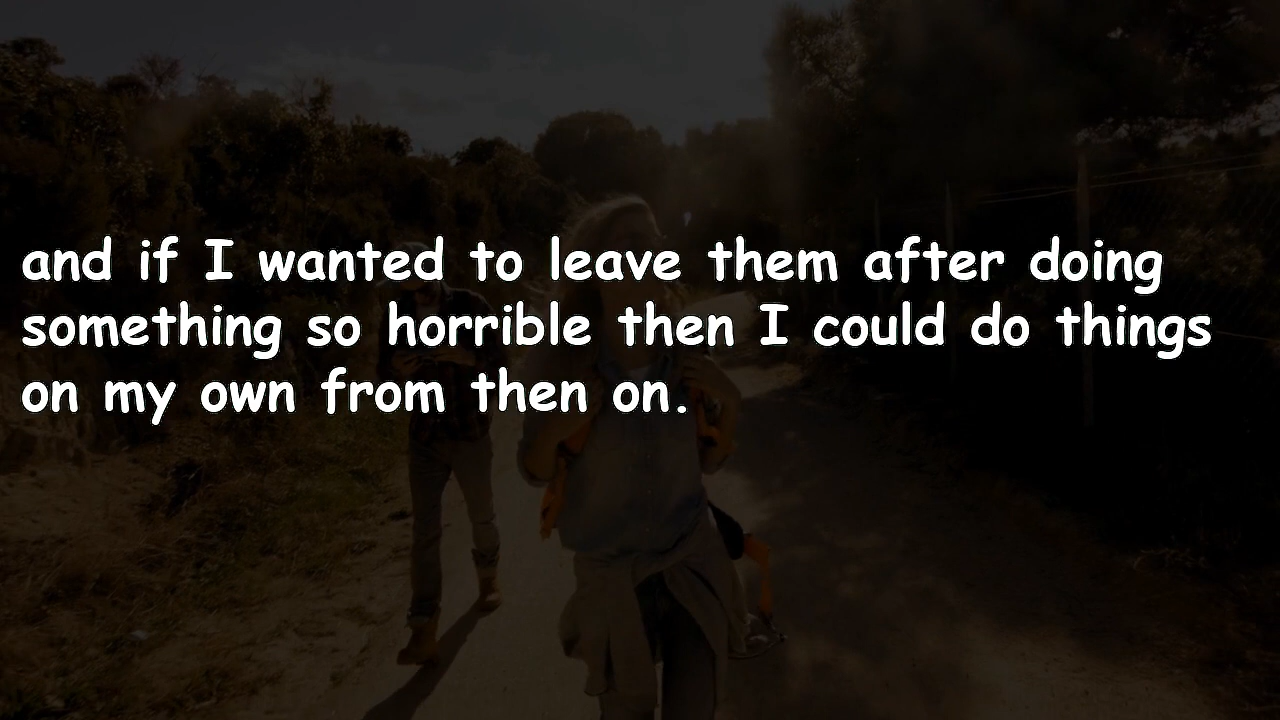 and if I wanted to leave them after doing
something so horrible then I could do things
on my own from then on.